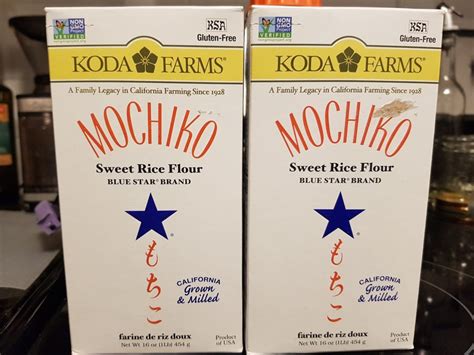 NON
GMO
Project
VERIFIED
KSA
Gluten-Free
KODA FARMS®
A Family Legacy in California Farming Since 1928
MOCHIKO
Sweet Rice Flour
BLUE STAR® BRAND
もちこ
CALIFORNIA
Grown
& Milled
farine de riz doux
Net Wt 16 oz (1Lb) 454 g
Product
of USA
NON
GMO
Project
VERIFIED
KSA
Gluten-Free
KODA FARMS®
A Family Legacy in California Farming Since 1928
MOCHIKO
Sweet Rice Flour
BLUE STAR® BRAND
もちこ
CALIFORNIA
Grown
& Milled
farine de riz doux
Net Wt 16 oz (1Lb) 454 g
Product
of USA